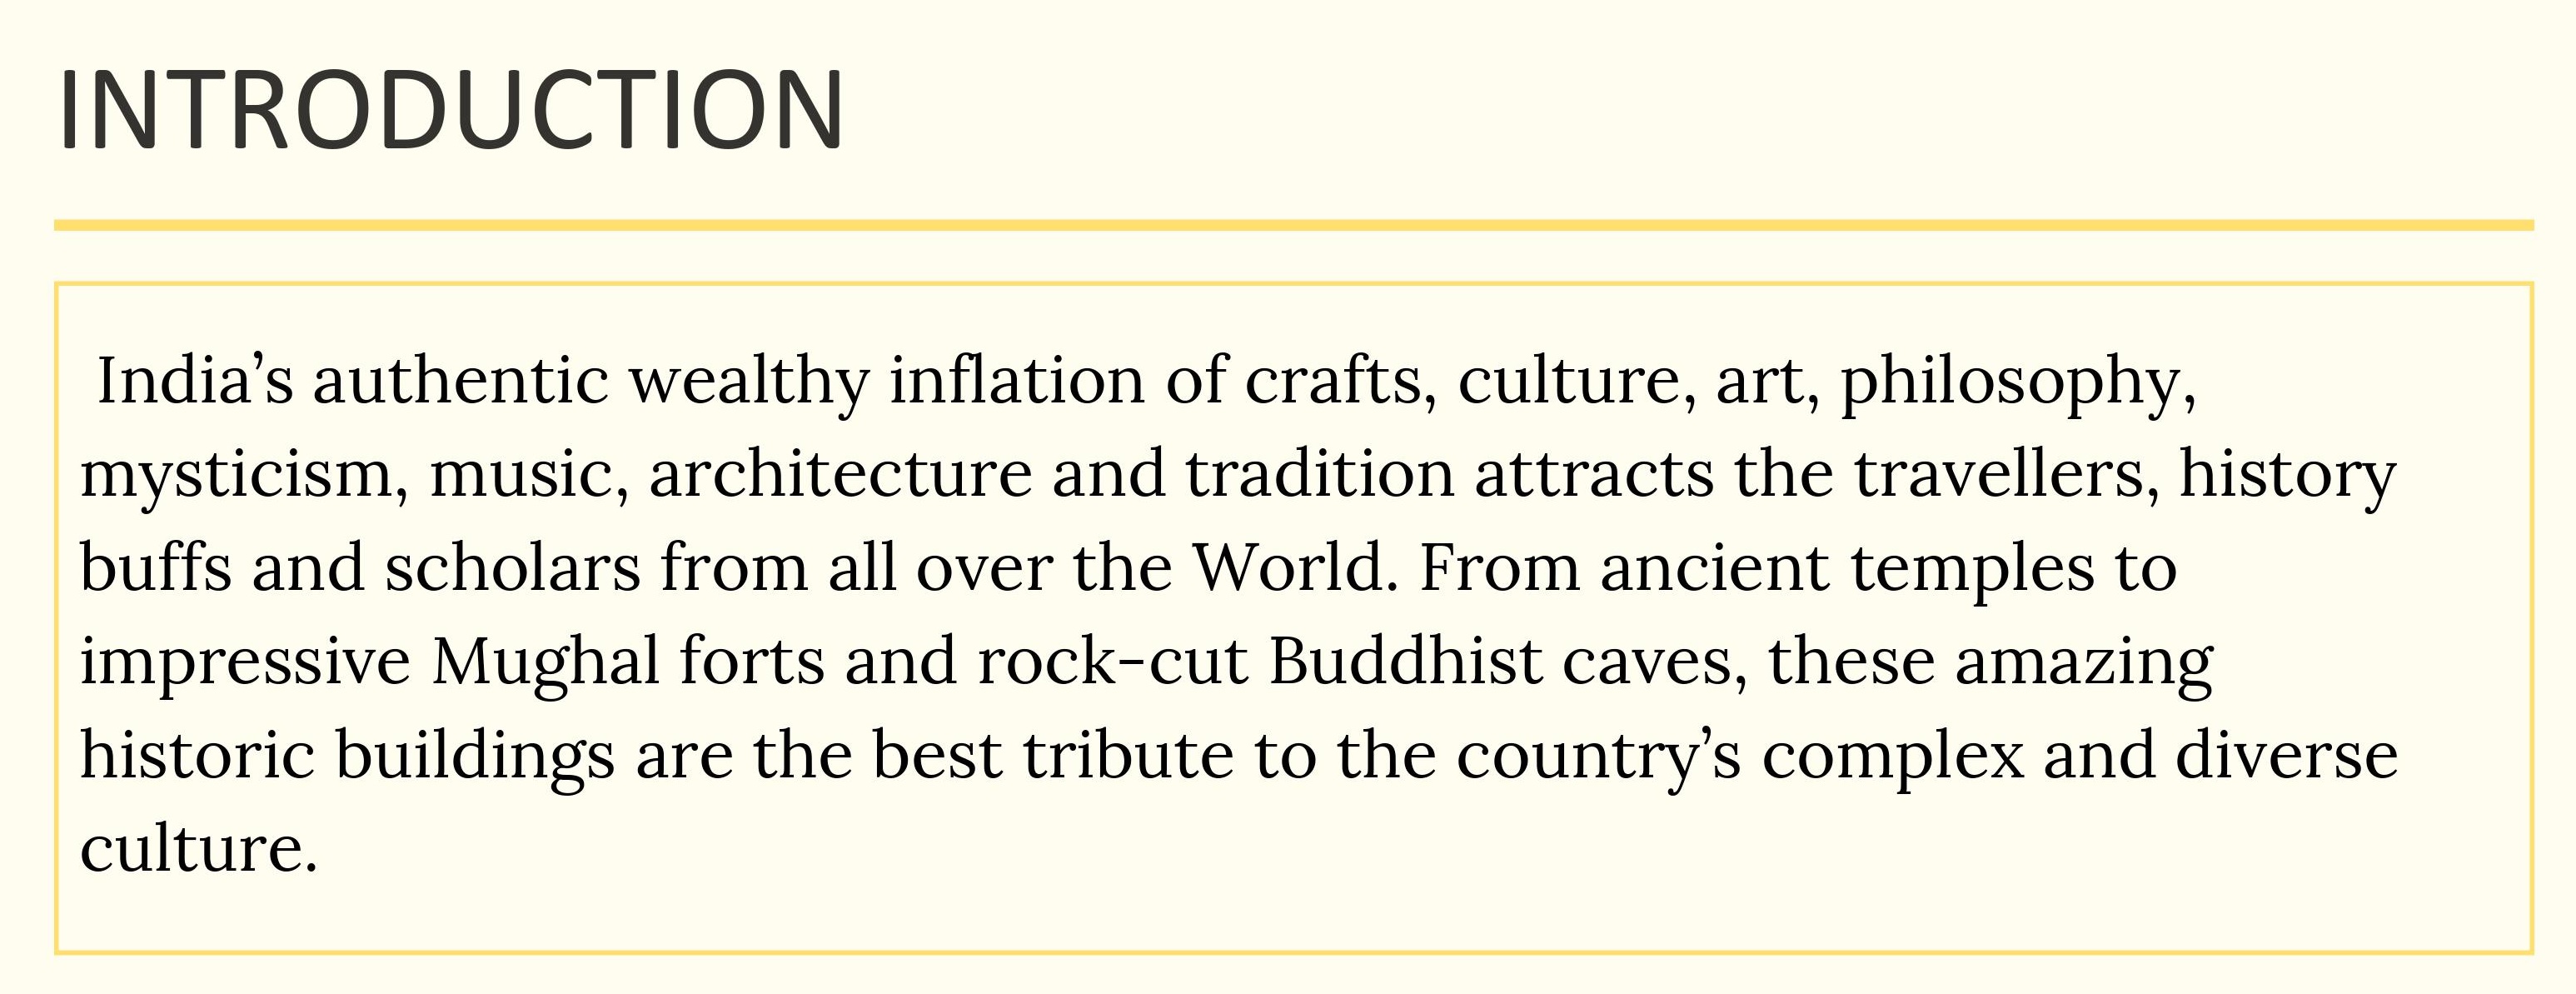 INTRODUCTION
India’s authentic wealthy inflation of crafts, culture, art, philosophy,
mysticism, music, architecture and tradition attracts the travellers, history
buffs and scholars from all over the World. From ancient temples to
impressive Mughal forts and rock-cut Buddhist caves, these amazing
historic buildings are the best tribute to the country’s complex and diverse
culture.